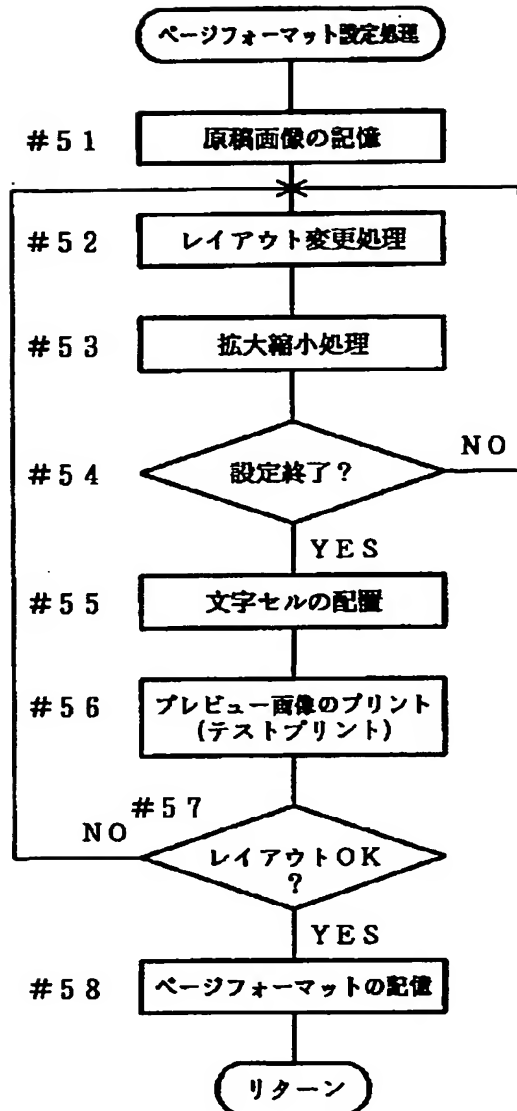 ページフォーマット設定処理
#51 原稿画像の記憶
#52 レイアウト変更処理
#53 拡大縮小処理
#54 設定終了? NO
YES
#55 文字セルの配置
#56 プレビュー画像のプリント
(テストプリント)
#57
NO レイアウトOK
?
YES
#58 ページフォーマットの記憶
リターン